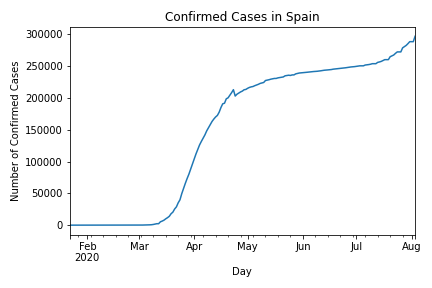 Confirmed Cases in Spain
Number of Confirmed Cases
300000
250000
200000
150000
100000
50000
0
Feb
2020
Mar
Apr
May
Jun
Jul
Aug
Day